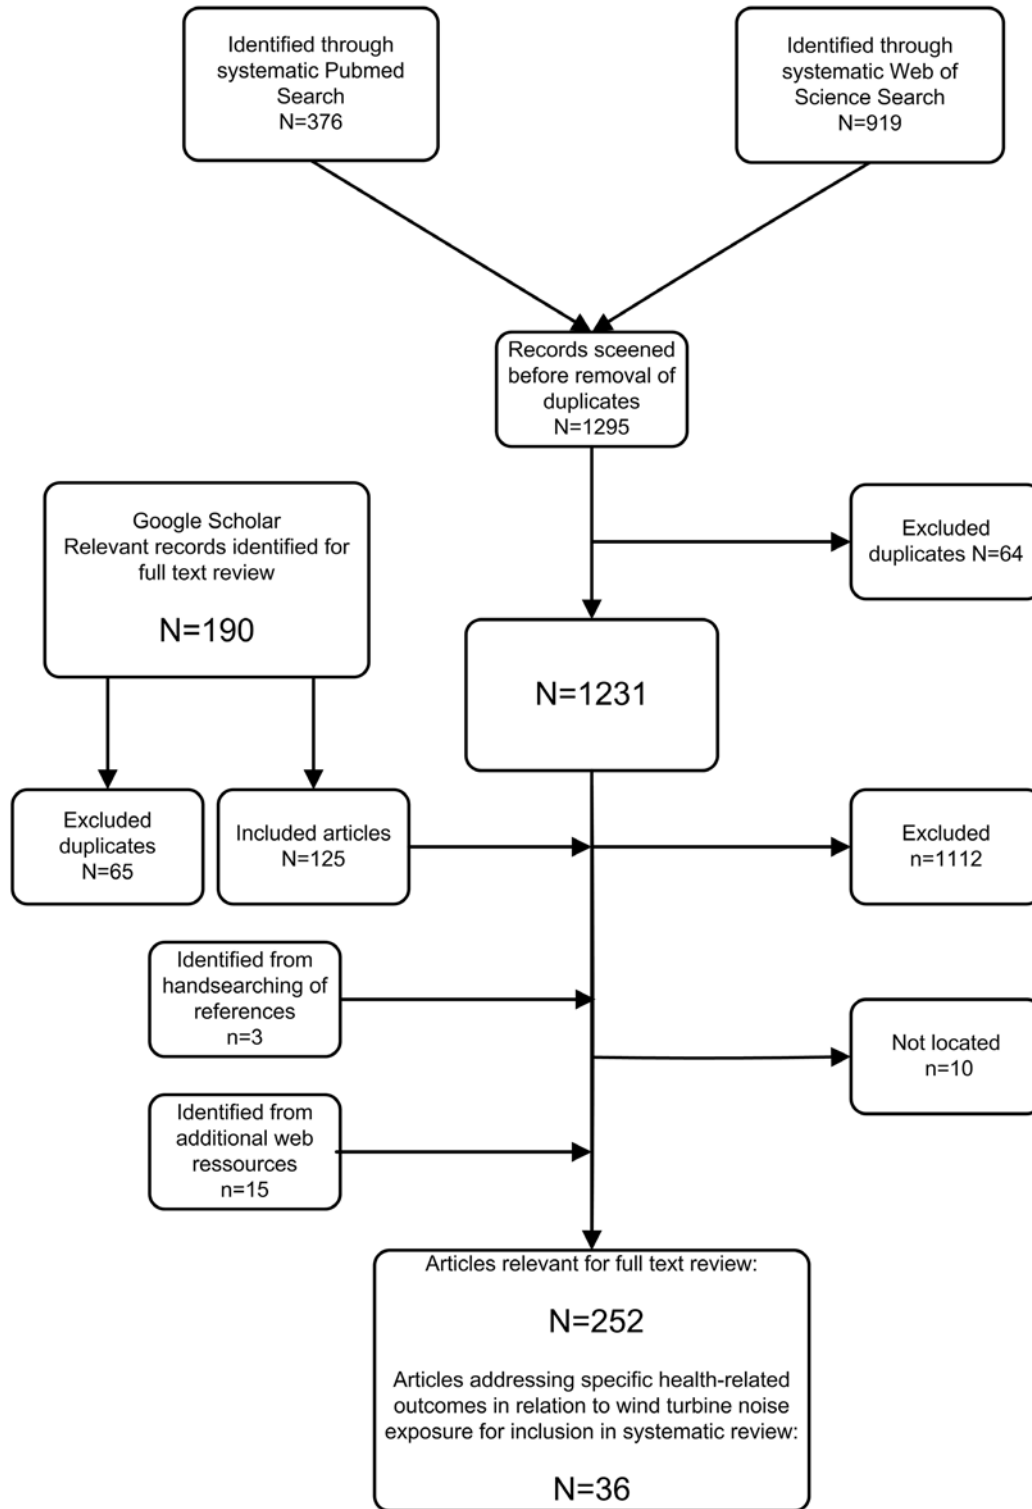 Identified through
systematic Pubmed
Search
N=376
Identified through
systematic Web of
Science Search
N=919
Records sceened
before removal of
duplicates
N=1295
Google Scholar
Relevant records identified for
full text review
N=190
Excluded
duplicates N=64
N=1231
Excluded
duplicates
N=65
Included articles
N=125
Excluded
n=1112
Identified from
handsearching of
references
n=3
Not located
n=10
Identified from
additional web
ressources
n=15
Articles relevant for full text review:
N=252
Articles addressing specific health-related
outcomes in relation to wind turbine noise
exposure for inclusion in systematic review:
N=36